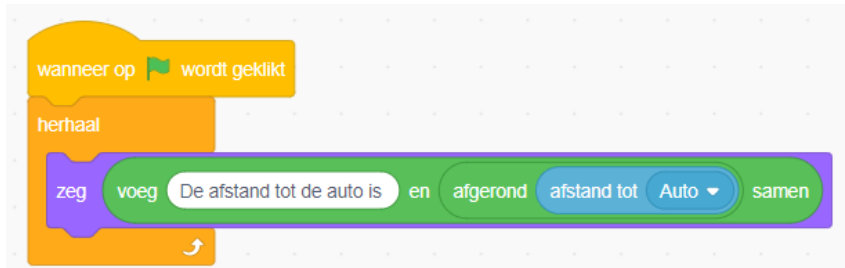 wanneer op wordt geklikt
herhaal
zeg voeg De afstand tot de auto is en afgerond afstand tot Auto samen